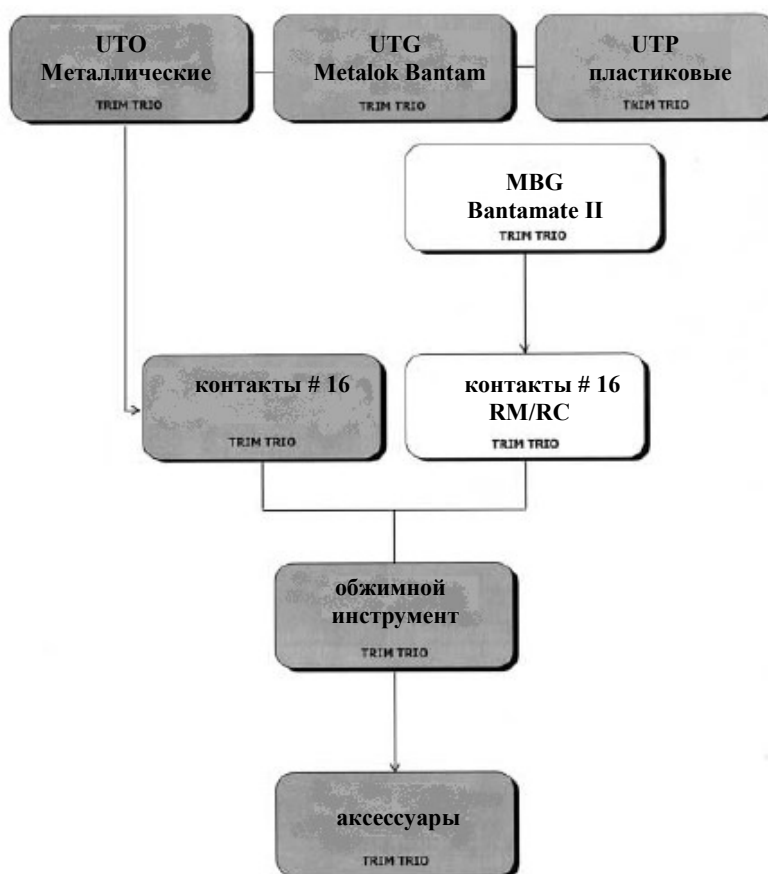 UTO
Металлические
TRIM TRIO
UTG
Metalok Bantam
TRIM TRIO
UTP
пластиковые
TRIM TRIO
MBG
Bantamate II
TRIM TRIO
контакты # 16
TRIM TRIO
контакты # 16
RM/RC
TRIM TRIO
обжимной
инструмент
TRIM TRIO
аксессуары
TRIM TRIO